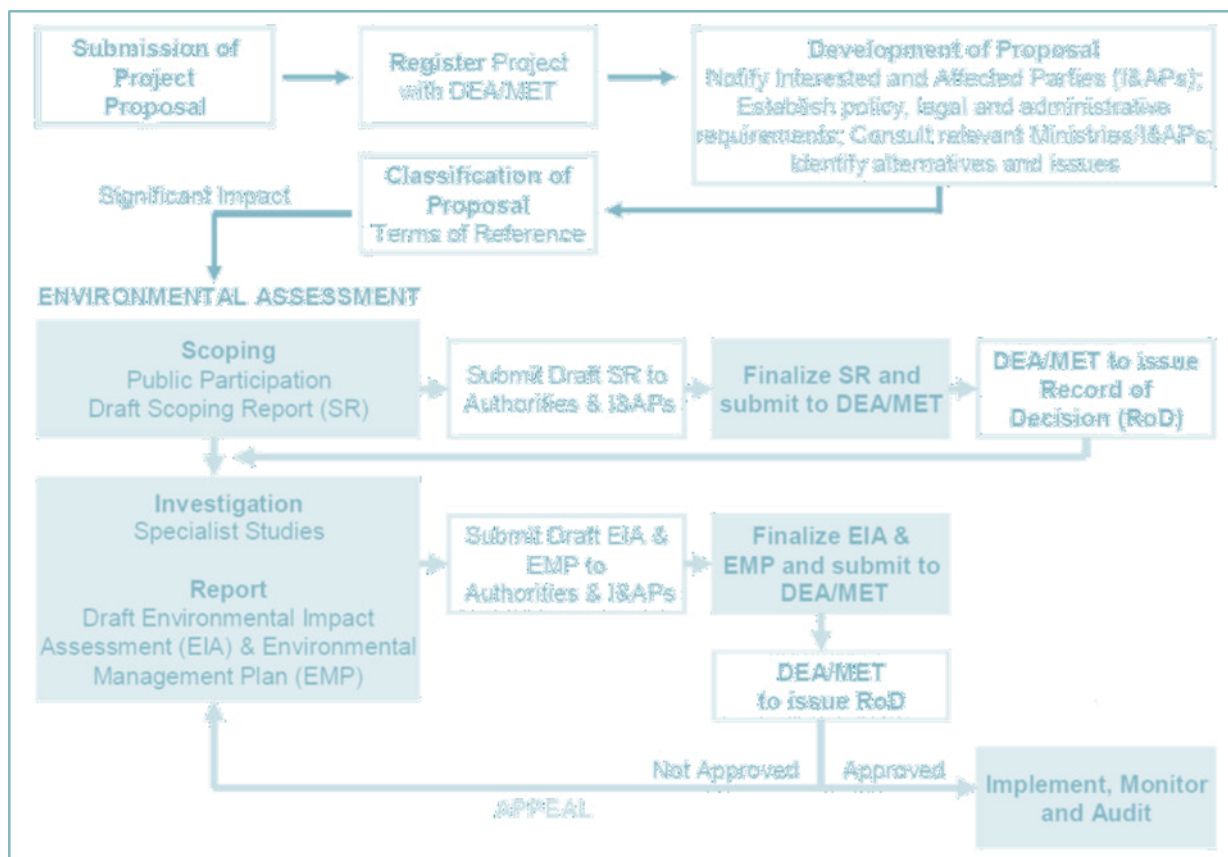 Submission of
Project
Proposal
Register Project
with DEA/MET
Development of Proposal
Notify Interested and Affected Parties (I&APs);
Establish policy, legal and administrative
requirements; Consult relevant Ministries/I&APs;
Identify alternatives and issues
Significant Impact
Classification of
Proposal
Terms of Reference
ENVIRONMENTAL ASSESSMENT
Scoping
Public Participation
Draft Scoping Report (SR)
Submit Draft SR to
Authorities & I&APs
Finalize SR and
submit to DEA/MET
DEA/MET to issue
Record of
Decision (RoD)
Investigation
Specialist Studies
Report
Draft Environmental Impact
Assessment (EIA) & Environmental
Management Plan (EMP)
Submit Draft EIA &
EMP to
Authorities & I&APs
Finalize EIA &
EMP and submit to
DEA/MET
DEA/MET
to issue RoD
Not Approved
Approved
APPEAL
Implement, Monitor
and Audit